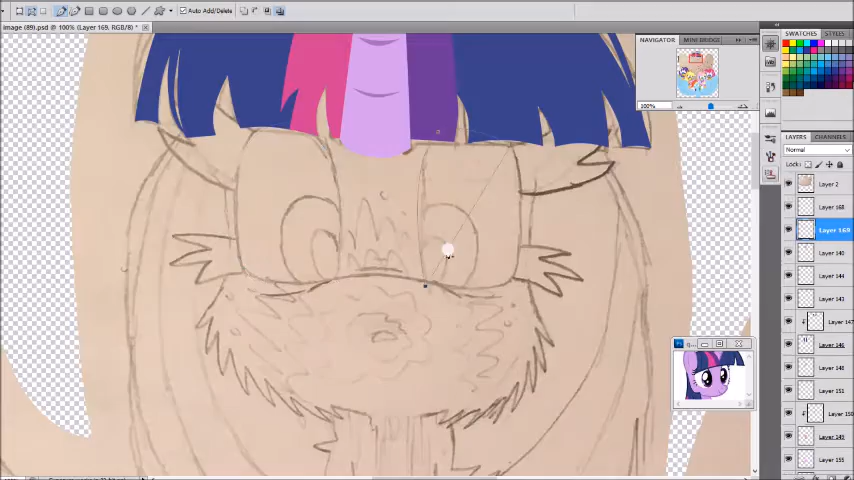 Auto Add/Delete
image (89).psd @ 100% (Layer 169, RGB/8) *
NAVIGATOR
MINI BRIDGE
100%
SWATCHES
STYLES
LAYERS
CHANNELS
Normal
Lock:
Layer 2
Layer 168
Layer 169
Layer 140
Layer 144
Layer 143
Layer 147
Layer 146
Layer 148
Layer 151
Layer 150
Layer 149
Layer 155